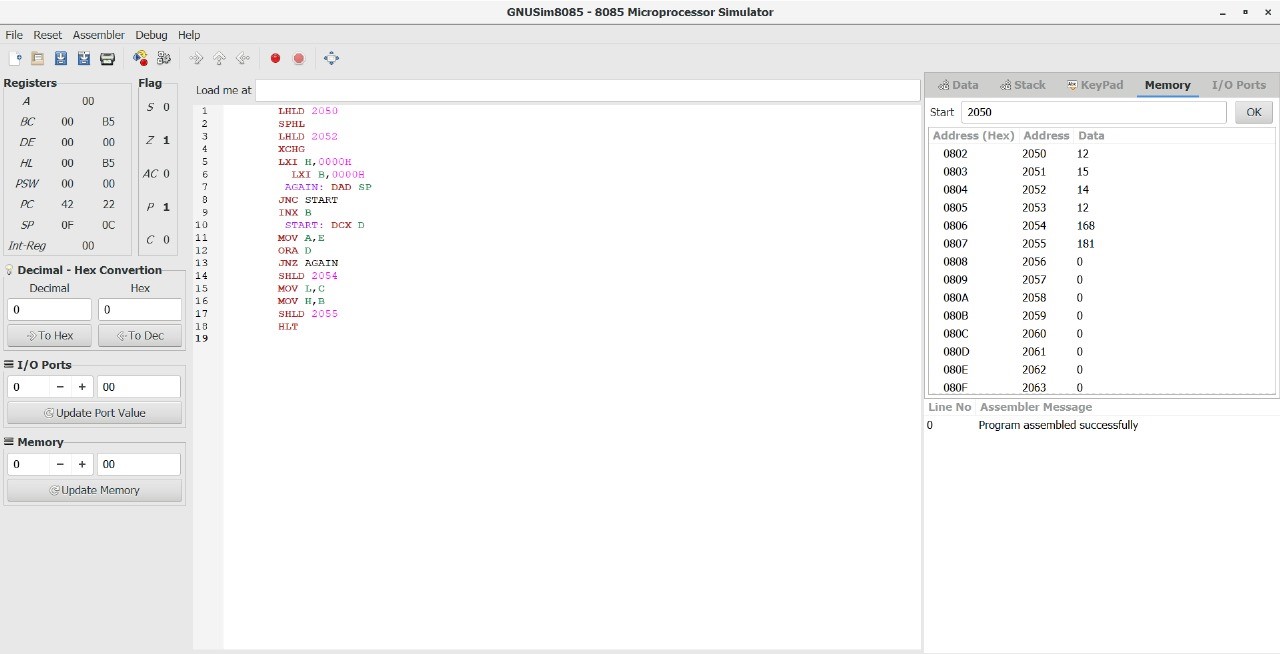 GNUSim8085 - 8085 Microprocessor Simulator
File Reset Assembler Debug Help
Registers
A 00
BC 00 B5
DE 00 00
HL 00 B5
PSW 00 00
PC 42 22
SP 0F 0C
Int-Reg 00
Flag
S 0
Z 1
AC 0
P 1
C 0
Decimal - Hex Convertion
Decimal Hex
0 0
To Hex To Dec
I/O Ports
0 − + 00
Update Port Value
Memory
0 − + 00
Update Memory
Load me at
1 LHLD 2050
2 SPHL
3 LHLD 2052
4 XCHG
5 LXI H,0000H
6 LXI B,0000H
7 AGAIN: DAD SP
8 JNC START
9 INX B
10 START: DCX D
11 MOV A,E
12 ORA D
13 JNZ AGAIN
14 SHLD 2054
15 MOV L,C
16 MOV H,B
17 SHLD 2055
18 HLT
19
Data Stack KeyPad Memory I/O Ports
Start 2050 OK
Address (Hex) Address Data
0802 2050 12
0803 2051 15
0804 2052 14
0805 2053 12
0806 2054 168
0807 2055 181
0808 2056 0
0809 2057 0
080A 2058 0
080B 2059 0
080C 2060 0
080D 2061 0
080E 2062 0
080F 2063 0
Line No Assembler Message
0 Program assembled successfully